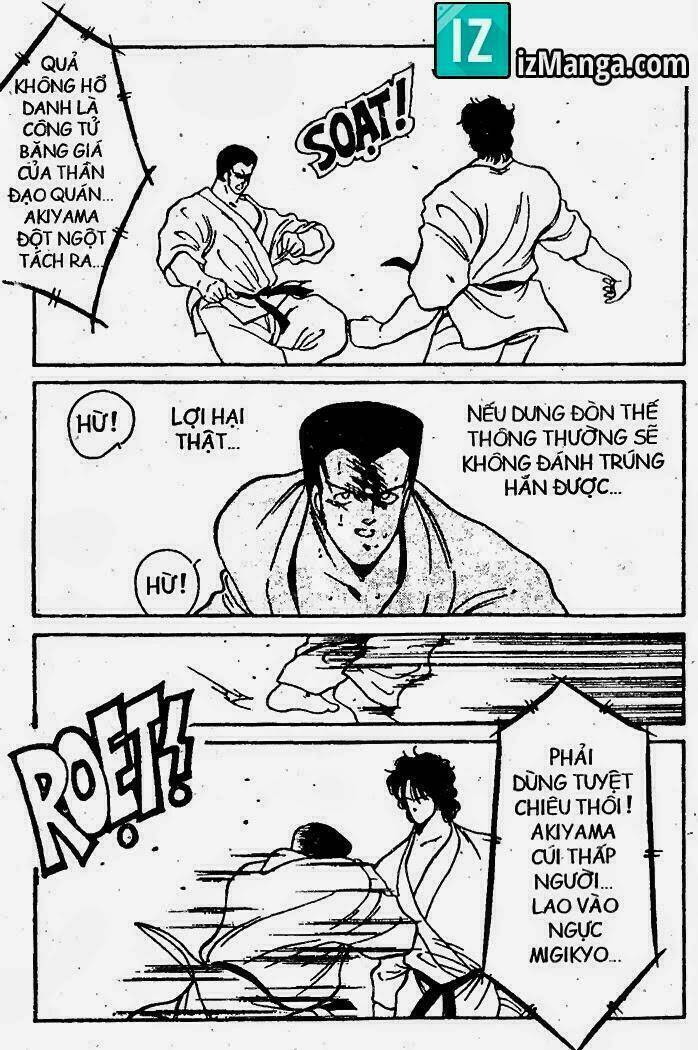 IZ
izManga.com
QUẢ
KHÔNG HỔ
DANH LÀ
CÔNG TỬ
BĂNG GIÁ
CỦA THẦN
ĐẠO QUÁN...
AKIYAMA
ĐỘT NGỘT
TÁCH RA...
SOẠT!
HỪ!
LỢI HẠI
THẬT...
NẾU DUNG ĐÒN THẾ
THÔNG THƯỜNG SẼ
KHÔNG ĐÁNH TRÚNG
HẮN ĐƯỢC...
HỪ!
ROẸT!!
PHẢI
DÙNG TUYỆT
CHIÊU THÔI!
AKIYAMA
CÚI THẤP
NGƯỜI...
LAO VÀO
NGỰC
MIGIKYO...